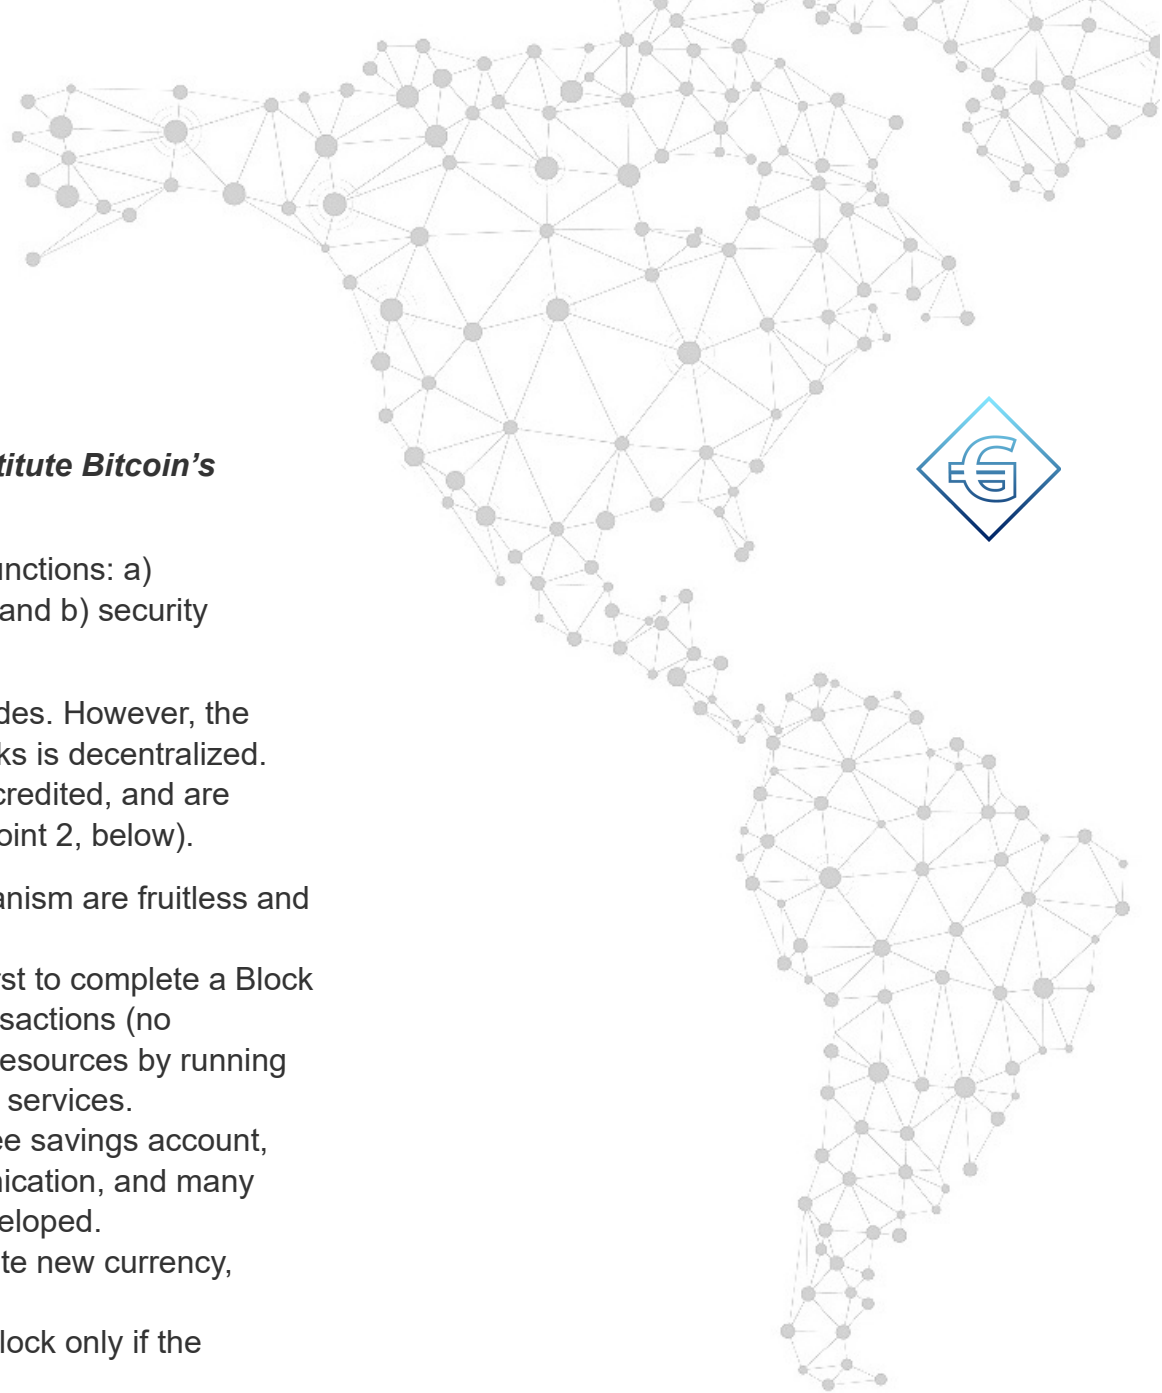 titute Bitcoin’s
unctions: a)
and b) security
des. However, the
ks is decentralized.
credited, and are
oint 2, below).
anism are fruitless and
rst to complete a Block
sactions (no
esources by running
services.
ee savings account,
nication, and many
eloped.
te new currency,
lock only if the